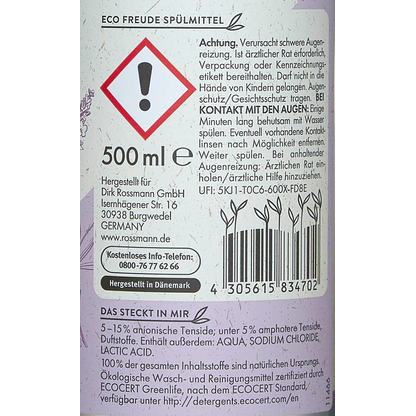 ECO FREUDE SPÜLMITTEL
Achtung. Verursacht schwere Augen-
reizung. Ist ärztlicher Rat erforderlich,
Verpackung oder Kennzeichnungs-
etikett bereithalten. Darf nicht in die
Hände von Kindern gelangen. Augen-
schutz/Gesichtsschutz tragen. BEI
KONTAKT MIT DEN AUGEN: Einige
Minuten lang behutsam mit Wasser
spülen. Eventuell vorhandene Kontakt-
linsen nach Möglichkeit entfernen.
Weiter spülen. Bei anhaltender
Augenreizung: Ärztlichen Rat ein-
holen/ärztliche Hilfe hinzuziehen.
UFI: 5KJ1-T0C6-600X-FD8E
500 ml e
Hergestellt für
Dirk Rossmann GmbH
Isernhägener Str. 16
30938 Burgwedel
GERMANY
www.rossmann.de
Kostenloses Info-Telefon:
0800-76 77 62 66
Hergestellt in Dänemark
4 305615 834702
DAS STECKT IN MIR
5–15% anionische Tenside; unter 5% amphotere Tenside,
Duftstoffe. Enthält außerdem: AQUA, SODIUM CHLORIDE,
LACTIC ACID.
100% der gesamten Inhaltsstoffe sind natürlichen Ursprungs.
Ökologische Wasch- und Reinigungsmittel zertifiziert durch
ECOCERT Greenlife, nach dem ECOCERT Standard,
verfügbar unter http://detergents.ecocert.com/en
11466